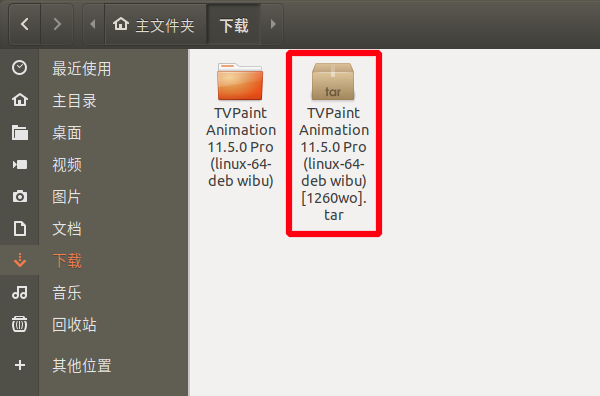 主文件夹
下载
最近使用
主目录
桌面
视频
图片
文档
下载
音乐
回收站
其他位置
TVPaint
Animation
11.5.0 Pro
(linux-64-
deb wibu)
tar
TVPaint
Animation
11.5.0 Pro
(linux-64-
deb wibu)
[1260wo].
tar